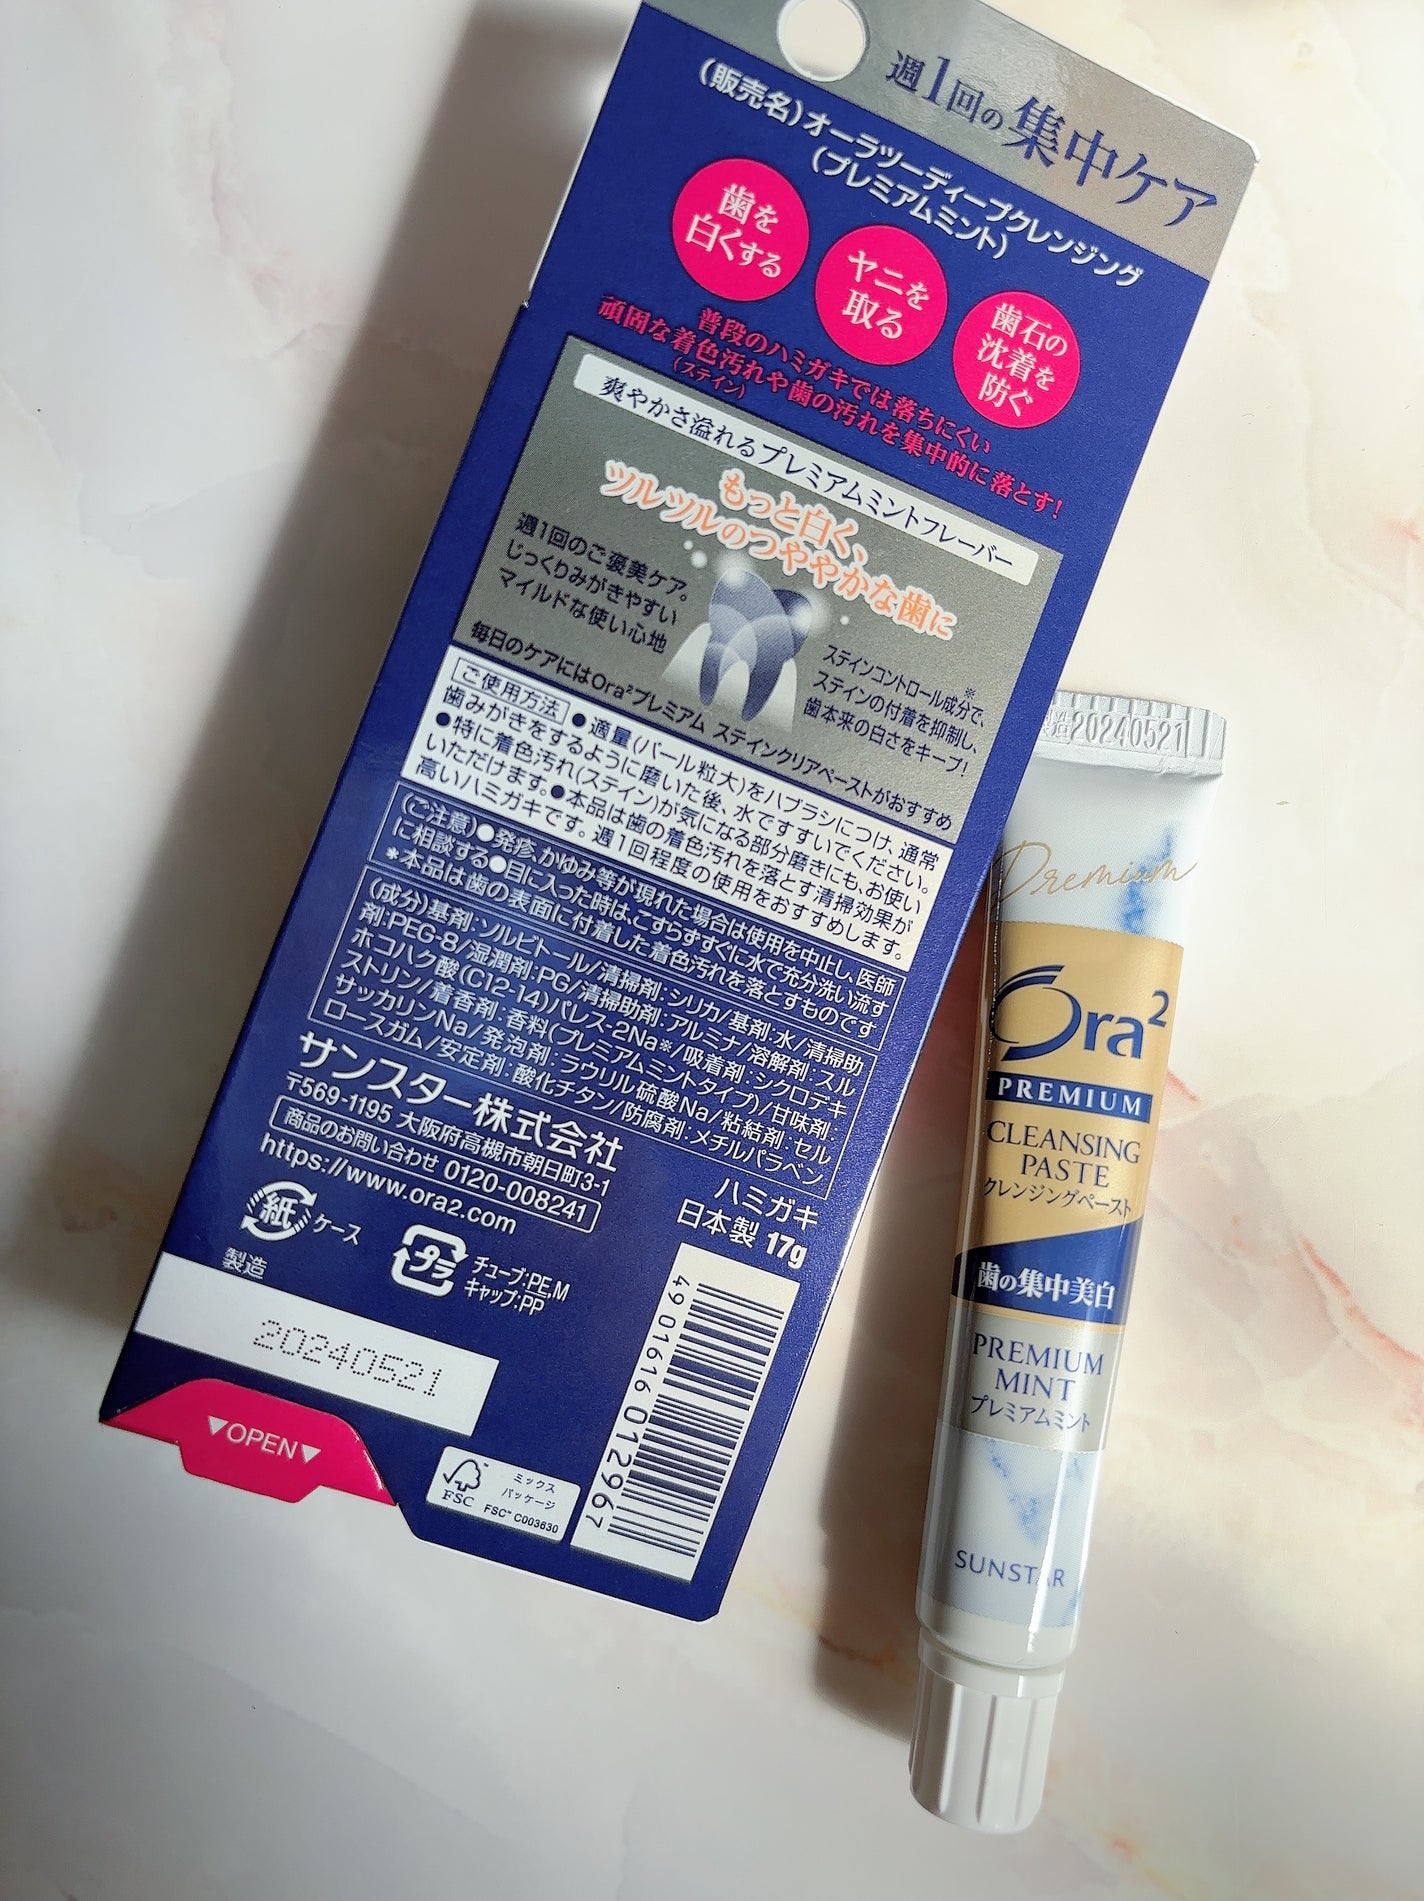 週1回の集中ケア
(販売名)オーラツーディープクレンジング
(プレミアムミント)
歯を
白くする
ヤニを
取る
歯石の
沈着を
防ぐ
普段のハミガキでは落ちにくい
頑固な着色汚れや歯の汚れを集中的に落とす!
(ステイン)
爽やかさ溢れるプレミアムミントフレーバー
もっと白く、
ツルツルのつややかな歯に
週1回のご褒美ケア。
じっくりみがきやすい
マイルドな使い心地
ステインコントロール成分※で、
ステインの付着を抑制し、
歯本来の白さをキープ!
毎日のケアにはOra²プレミアム ステインクリアペーストがおすすめ
ご使用方法 ●適量(パール粒大)をハブラシにつけ、通常
歯みがきをするように磨いた後、水ですすいでください。
●特に着色汚れ(ステイン)が気になる部分磨きにも、お使い
いただけます。●本品は歯の着色汚れを落とす清掃効果が
高いハミガキです。週1回程度の使用をおすすめします。
(ご注意)●発疹、かゆみ等が現れた場合は使用を中止し、医師
に相談する●目に入った時は、こすらずすぐに水で充分洗い流す
*本品は歯の表面に付着した着色汚れを落とすものです
(成分)基剤:ソルビトール/清掃剤:シリカ/基剤:水/清掃助
剤:PEG-8/湿潤剤:PG/清掃助剤:アルミナ/溶解剤:スル
ホコハク酸(C12-14)パレス-2Na※/吸着剤:シクロデキ
ストリン/着香剤:香料(プレミアムミントタイプ)/甘味剤:
サッカリンNa/発泡剤:ラウリル硫酸Na/粘結剤:セル
ロースガム/安定剤:酸化チタン/防腐剤:メチルパラベン
サンスター株式会社
〒569-1195 大阪府高槻市朝日町3-1
商品のお問い合わせ 0120-008241
https://www.ora2.com
ハミガキ
日本製 17g
紙 ケース
プラ
チューブ:PE,M
キャップ:PP
製造
20240521
▼OPEN▼
FSC™
ミックス
パッケージ
FSC™ C003630
4901616012967
造20240521
Premium
Ora²
PREMIUM
CLEANSING
PASTE
クレンジングペースト
歯の集中美白
PREMIUM
MINT
プレミアムミント
SUNSTAR